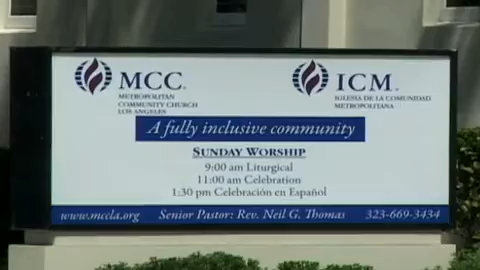 MCC.
METROPOLITAN
COMMUNITY CHURCH
LOS ANGELES
ICM.
IGLESIA DE LA COMUNIDAD
METROPOLITANA
A fully inclusive community
SUNDAY WORSHIP
9:00 am Liturgical
11:00 am Celebration
1:30 pm Celebración en Español
www.mccla.org Senior Pastor: Rev. Neil G. Thomas 323-669-3434